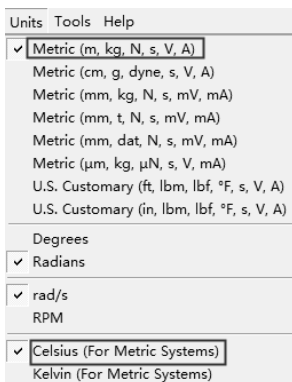 Units Tools Help
Metric (m, kg, N, s, V, A)
Metric (cm, g, dyne, s, V, A)
Metric (mm, kg, N, s, mV, mA)
Metric (mm, t, N, s, mV, mA)
Metric (mm, dat, N, s, mV, mA)
Metric (μm, kg, μN, s, V, mA)
U.S. Customary (ft, lbm, lbf, °F, s, V, A)
U.S. Customary (in, lbm, lbf, °F, s, V, A)
Degrees
Radians
rad/s
RPM
Celsius (For Metric Systems)
Kelvin (For Metric Systems)